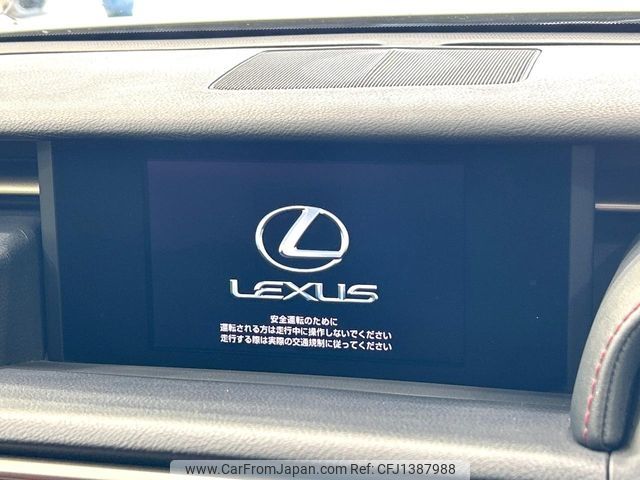 LEXUS
安全運転のために
運転される方は走行中に操作しないでください
走行する際は実際の交通規制に従ってください
www.CarFromJapan.com CFJ1387988